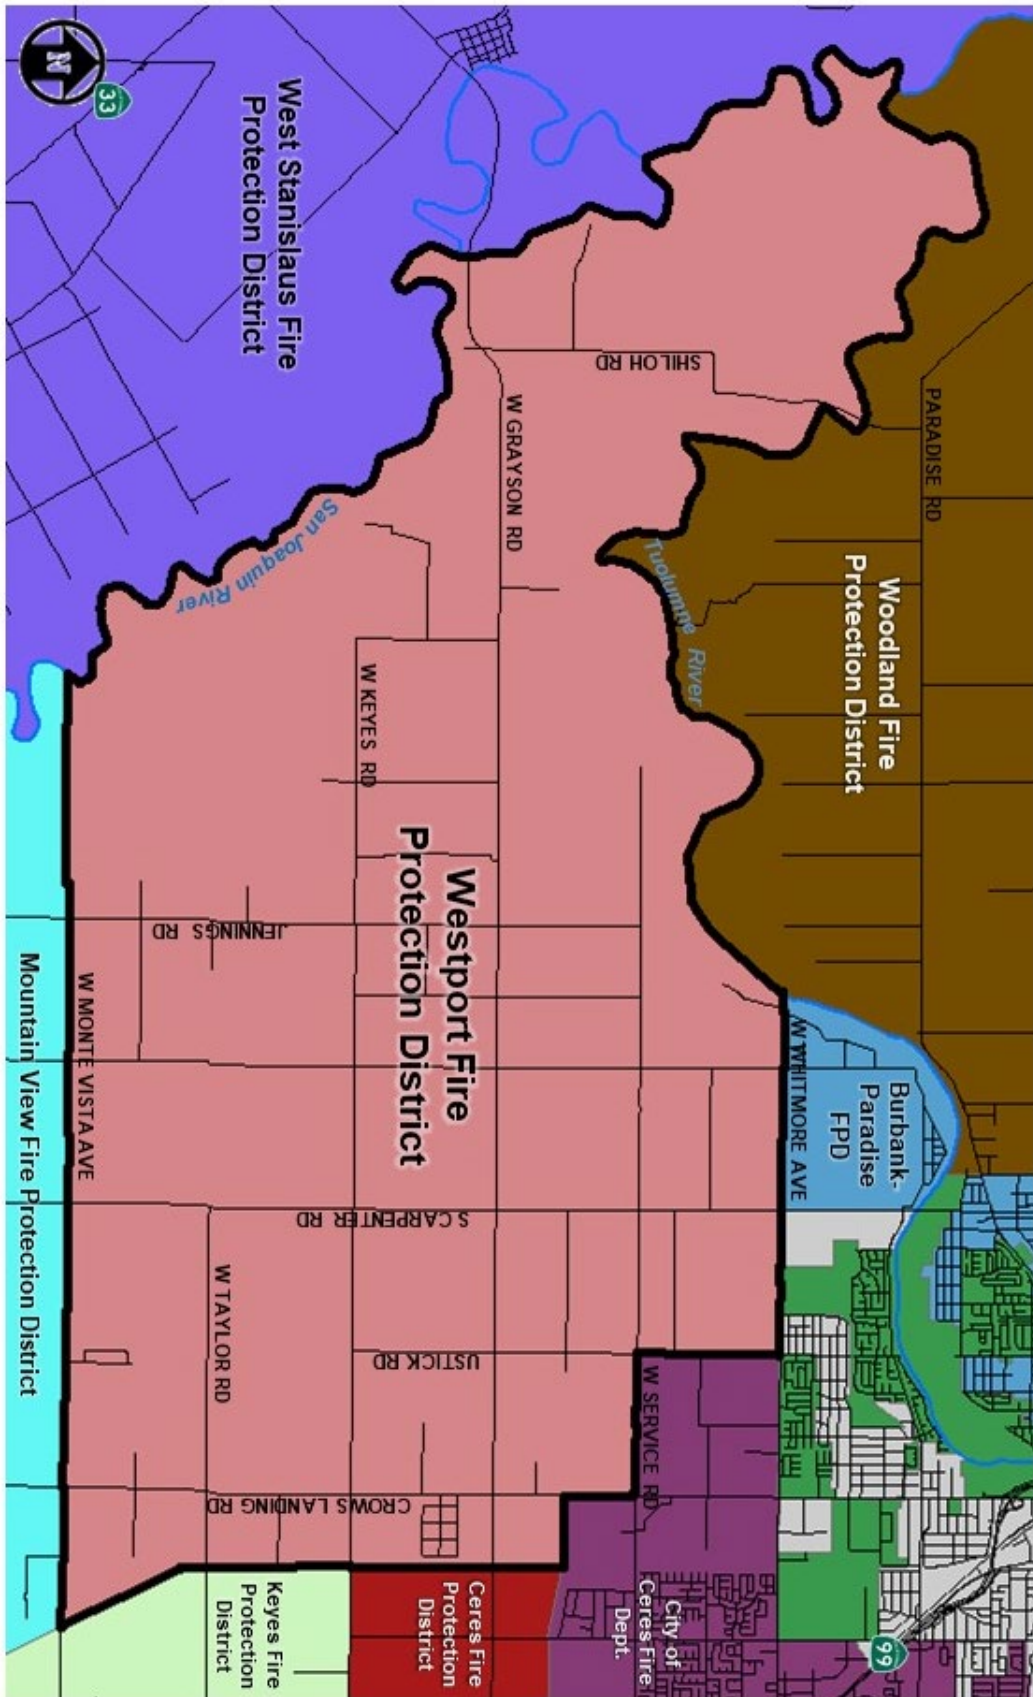 N
33
West Stanislaus Fire
Protection District
SHILOH RD
PARADISE RD
W GRAYSON RD
San Joaquin River
Tuolumne River
Woodland Fire
Protection District
W KEYES RD
Westport Fire
Protection District
JENNINGS RD
W MONTE VISTA AVE
Mountain View Fire Protection District
W WHITMORE AVE
Burbank-
Paradise
FPD
S CARPENTER RD
W TAYLOR RD
USTICK RD
W SERVICE RD
CROWS LANDING RD
Keyes Fire
Protection
District
Ceres Fire
Protection
District
City of
Ceres Fire
Dept.
99